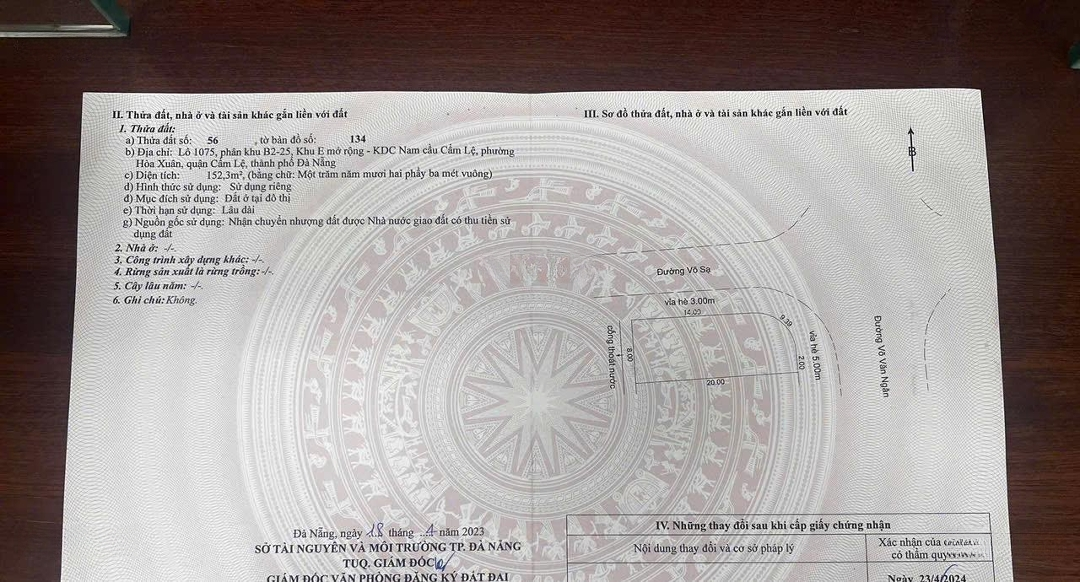 II. Thửa đất, nhà ở và tài sản khác gắn liền với đất
1. Thửa đất:
a) Thửa đất số: 56 , tờ bản đồ số: 134
b) Địa chỉ: Lô 1075, phân khu B2-25, Khu E mở rộng - KDC Nam cầu Cẩm Lệ, phường
Hòa Xuân, quận Cẩm Lệ, thành phố Đà Nẵng
c) Diện tích: 152,3m², (bằng chữ: Một trăm năm mươi hai phẩy ba mét vuông)
d) Hình thức sử dụng: Sử dụng riêng
đ) Mục đích sử dụng: Đất ở tại đô thị
e) Thời hạn sử dụng: Lâu dài
g) Nguồn gốc sử dụng: Nhận chuyển nhượng đất được Nhà nước giao đất có thu tiền sử
dụng đất
2. Nhà ở: -/-.
3. Công trình xây dựng khác: -/-.
4. Rừng sản xuất là rừng trồng: -/-.
5. Cây lâu năm: -/-.
6. Ghi chú: Không.
Đà Nẵng, ngày 18 tháng 4 năm 2023
SỞ TÀI NGUYÊN VÀ MÔI TRƯỜNG TP. ĐÀ NẴNG
TUQ. GIÁM ĐỐC
GIÁM ĐỐC VĂN PHÒNG ĐĂNG KÝ ĐẤT ĐAI
III. Sơ đồ thửa đất, nhà ở và tài sản khác gắn liền với đất
B
Đường Võ Sạ
vỉa hè 3.00m
14.00
9.39
cống thoát nước
8.00
2.00
vỉa hè 5.00m
Đường Võ Văn Ngân
20.00
IV. Những thay đổi sau khi cấp giấy chứng nhận
Nội dung thay đổi và cơ sở pháp lý
Xác nhận của
có thẩm
Ngày 23/4/202